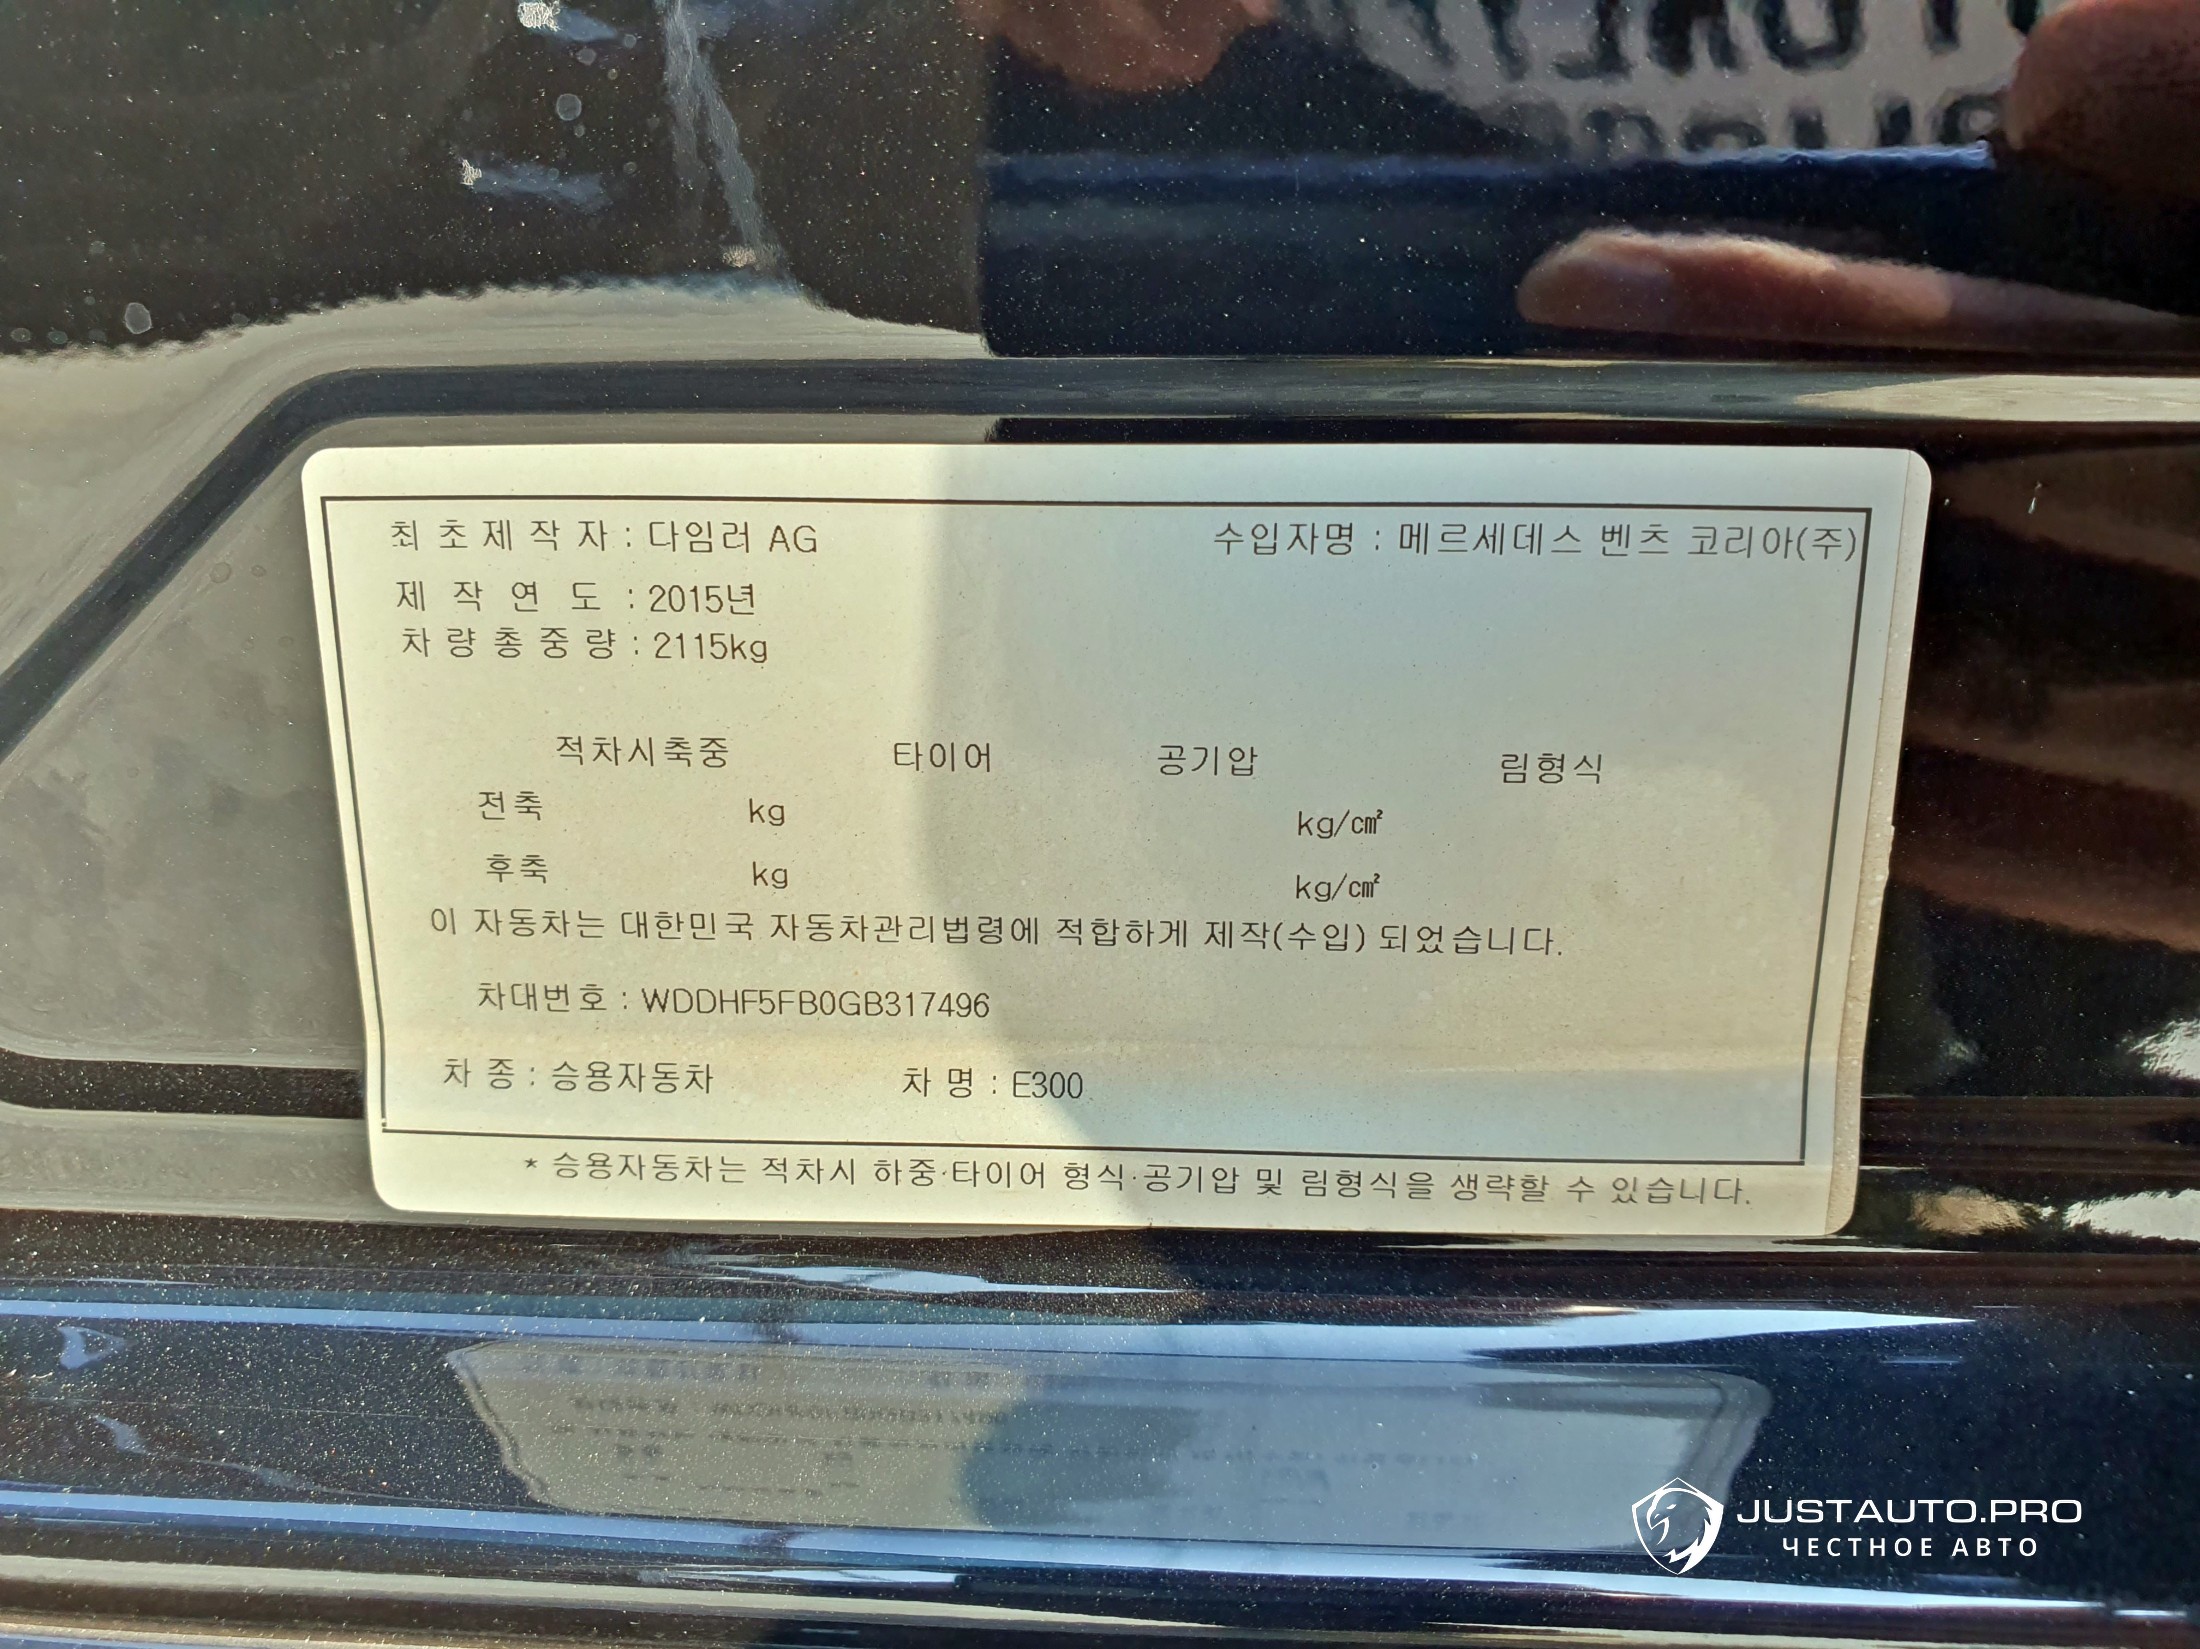 최 초 제 작 자 : 다임러 AG 수입자명 : 메르세데스 벤츠 코리아(주)
제 작 연 도 : 2015년
차 량 총 중 량 : 2115kg
적차시축중 타이어 공기압 림형식
전축 kg kg/㎠
후축 kg kg/㎠
이 자동차는 대한민국 자동차관리법령에 적합하게 제작(수입) 되었습니다.
차대번호 : WDDHF5FB0GB317496
차 종 : 승용자동차 차 명 : E300
* 승용자동차는 적차시 하중·타이어 형식·공기압 및 림형식을 생략할 수 있습니다.
JUSTAUTO.PRO
ЧЕСТНОЕ АВТО